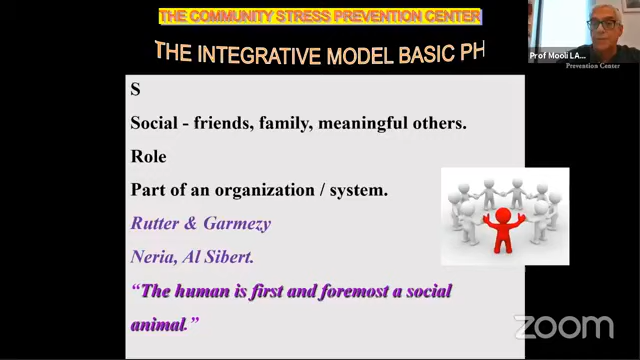 THE COMMUNITY STRESS PREVENTION CENTER
THE INTEGRATIVE MODEL BASIC PH
Prof Mooli LA...
Prevention Center
S
Social - friends, family, meaningful others.
Role
Part of an organization / system.
Rutter & Garmezy
Neria, Al Sibert.
“The human is first and foremost a social
animal.”
zoom